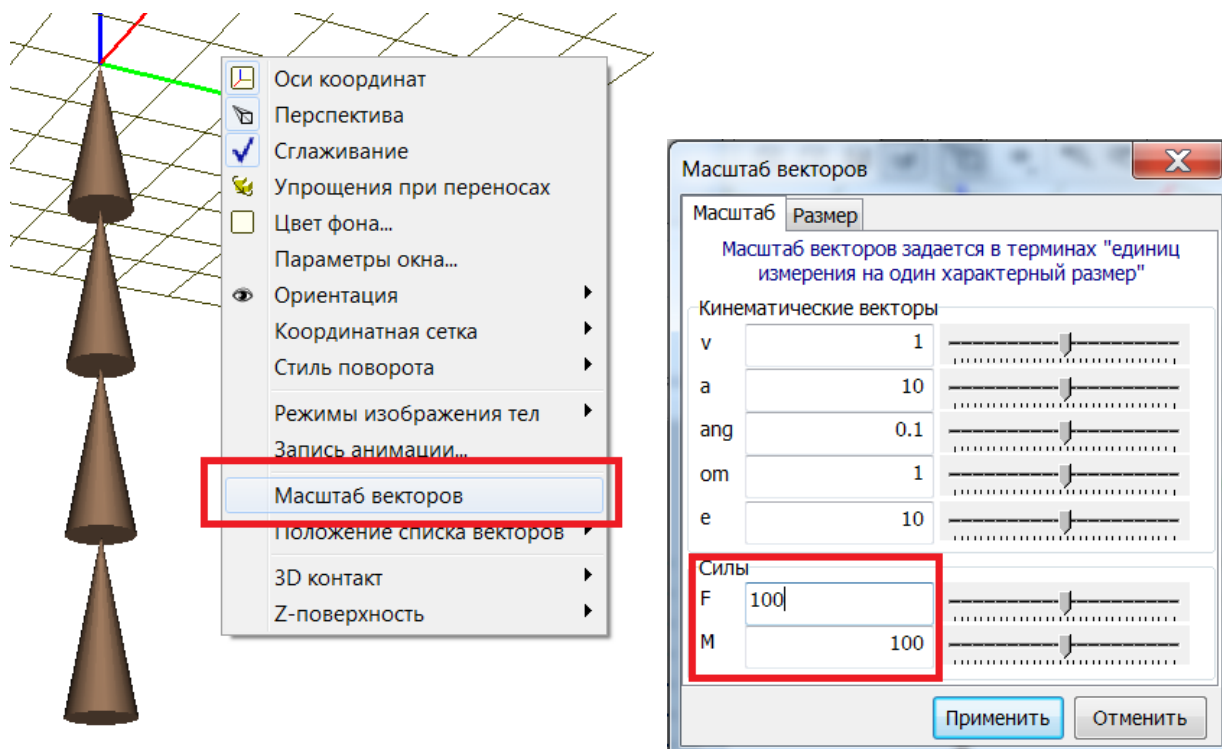 Оси координат
Перспектива
Сглаживание
Упрощения при переносах
Цвет фона...
Параметры окна...
Ориентация
Координатная сетка
Стиль поворота
Режимы изображения тел
Запись анимации...
Масштаб векторов
Положение списка векторов
3D контакт
Z-поверхность
Масштаб векторов
Масштаб Размер
Масштаб векторов задается в терминах "единиц
измерения на один характерный размер"
Кинематические векторы
v 1
a 10
ang 0.1
om 1
e 10
Силы
F 100
M 100
Применить Отменить